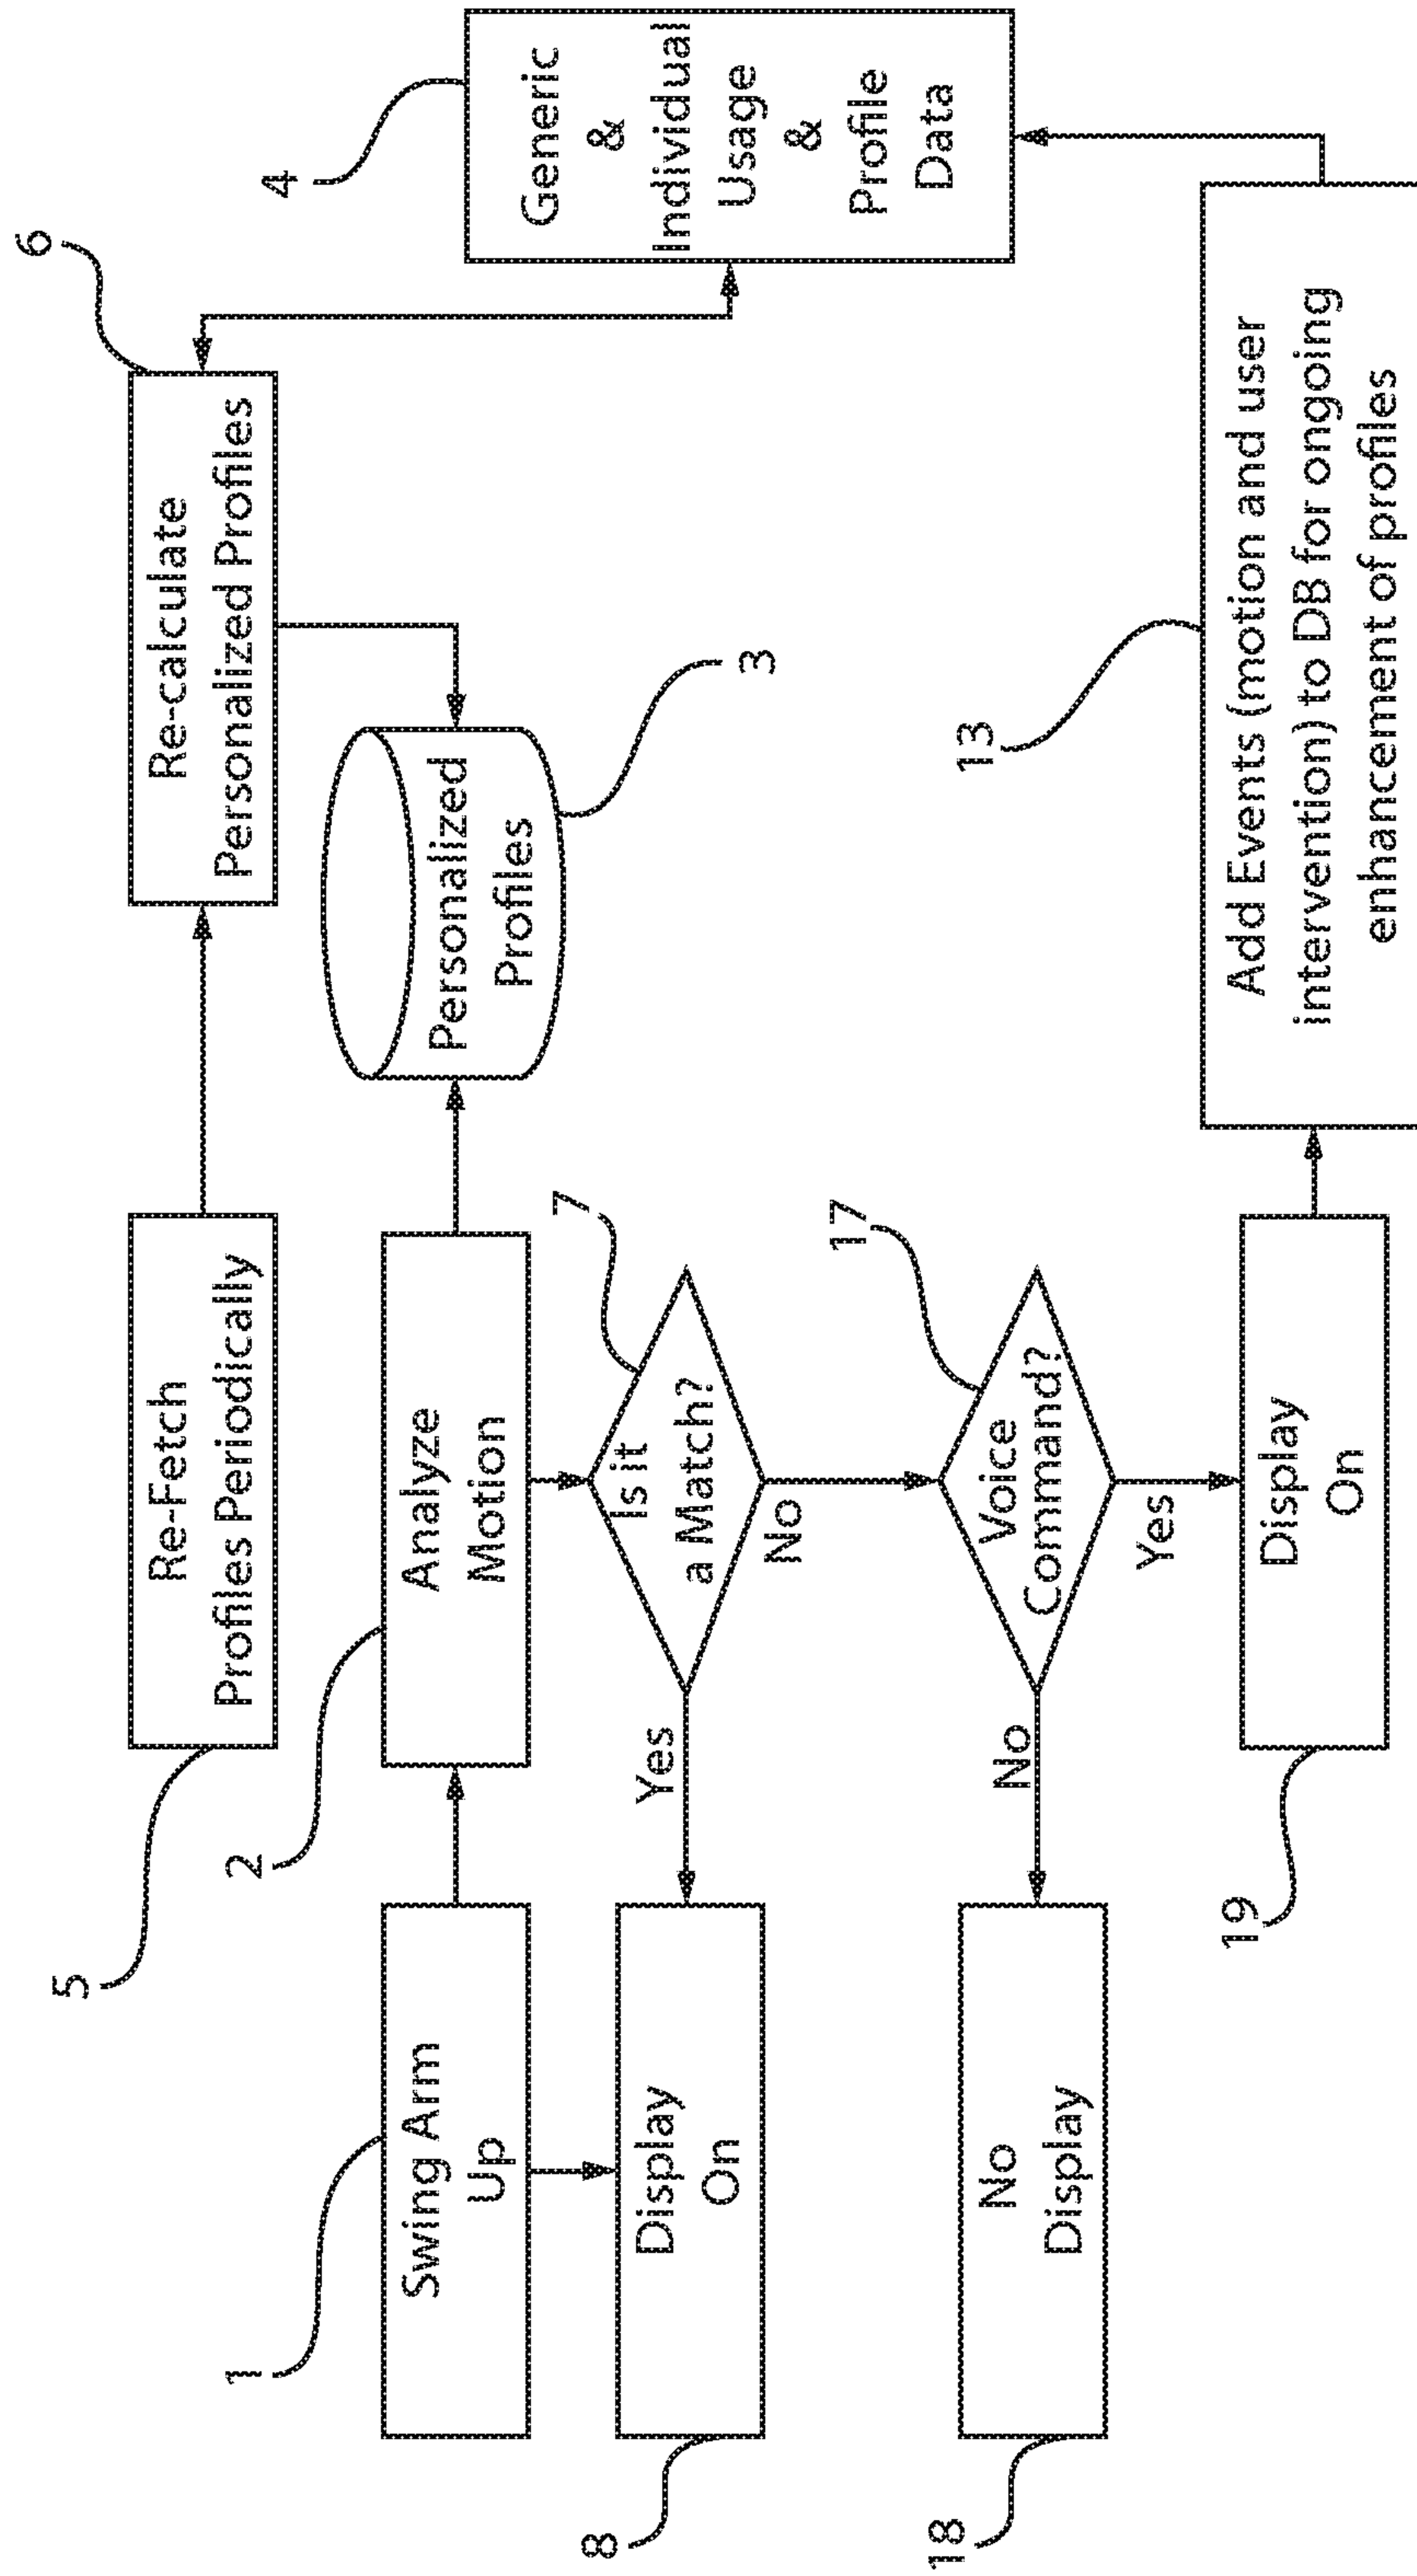 5
Re-Fetch
Profiles Periodically
6
Re-calculate
Personalized Profiles
1
Swing Arm
Up
2
Analyze
Motion
Personalized
Profiles
3
4
Generic
&
Individual
Usage
&
Profile
Data
8
Display
On
Yes
Is it
a Match?
7
No
18
No
Display
No
Voice
Command?
17
Yes
19
Display
On
13
Add Events (motion and user
intervention) to DB for ongoing
enhancement of profiles